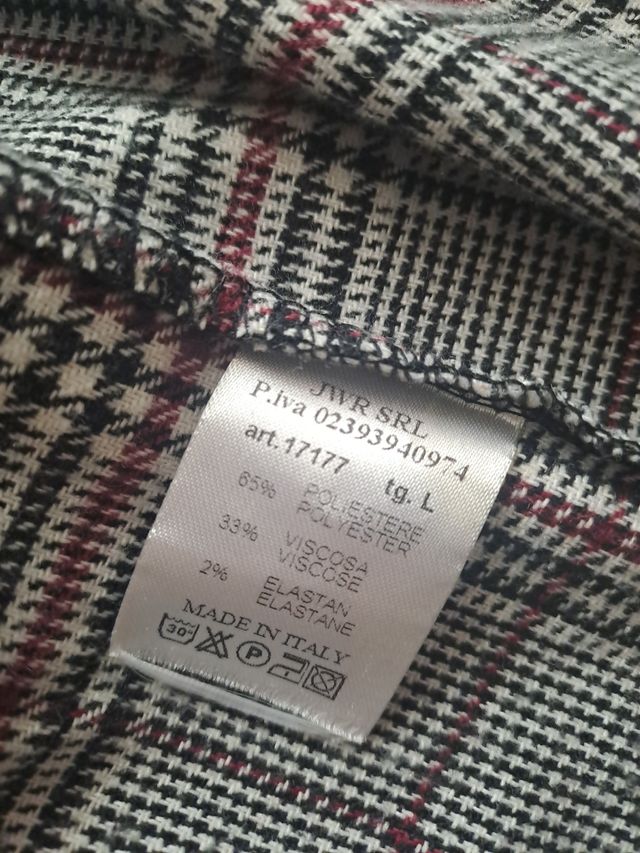 JWR SRL
P.iva 02393940974
art.17177 tg. L
65% POLIESTERE
POLYESTER
33% VISCOSA
VISCOSE
2% ELASTAN
ELASTANE
MADE IN ITALY
30° P